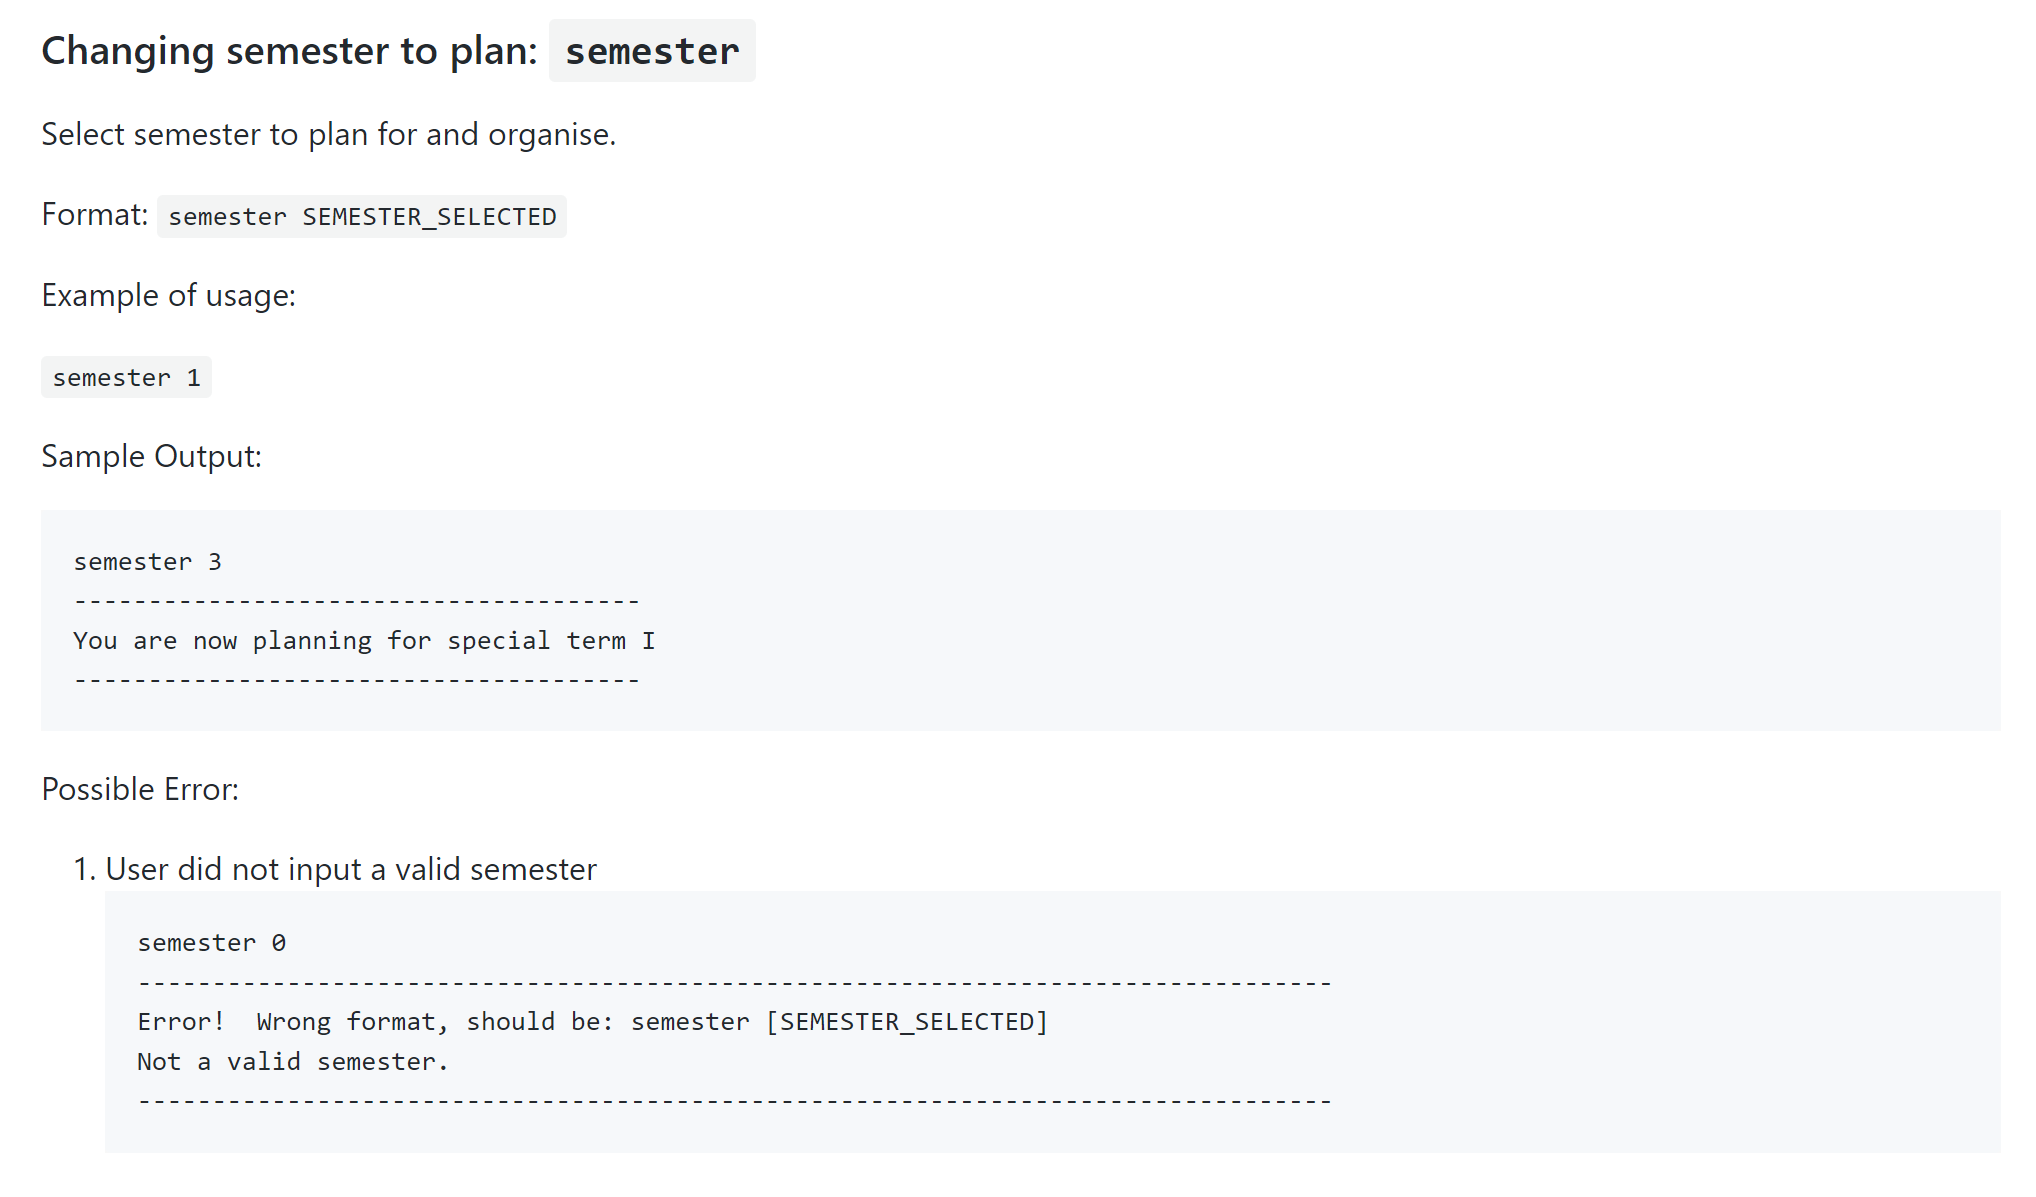 Changing semester to plan: semester
Select semester to plan for and organise.
Format: semester SEMESTER_SELECTED
Example of usage:
semester 1
Sample Output:
semester 3
--------------------------------------
You are now planning for special term I
--------------------------------------
Possible Error:
1. User did not input a valid semester
semester 0
--------------------------------------------------------------------------------
Error!  Wrong format, should be: semester [SEMESTER_SELECTED]
Not a valid semester.
--------------------------------------------------------------------------------